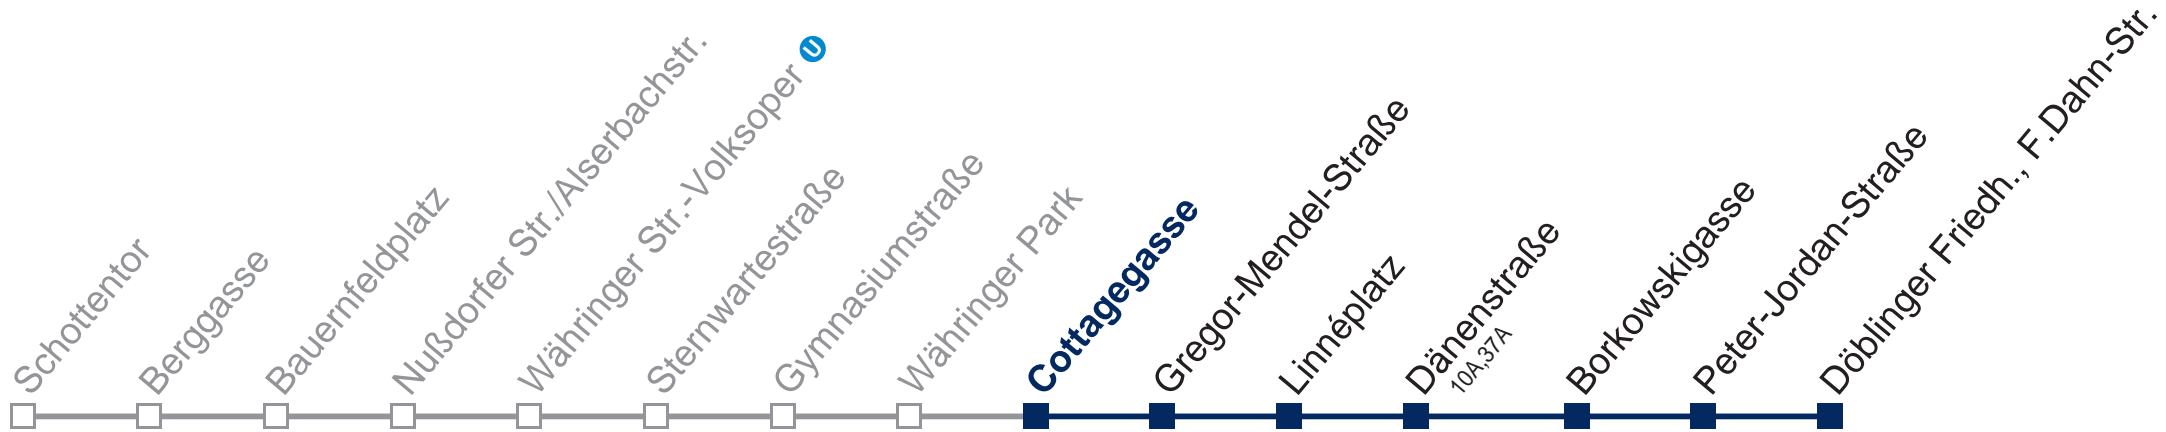 Schottentor
Berggasse
Bauernfeldplatz
Nußdorfer Str./Alserbachstr.
Währinger Str.-Volksoper U
Sternwartestraße
Gymnasiumstraße
Währinger Park
Cottagegasse
Gregor-Mendel-Straße
Linnéplatz
Dänenstraße
10A,37A
Borkowskigasse
Peter-Jordan-Straße
Döblinger Friedh., F.Dahn-Str.